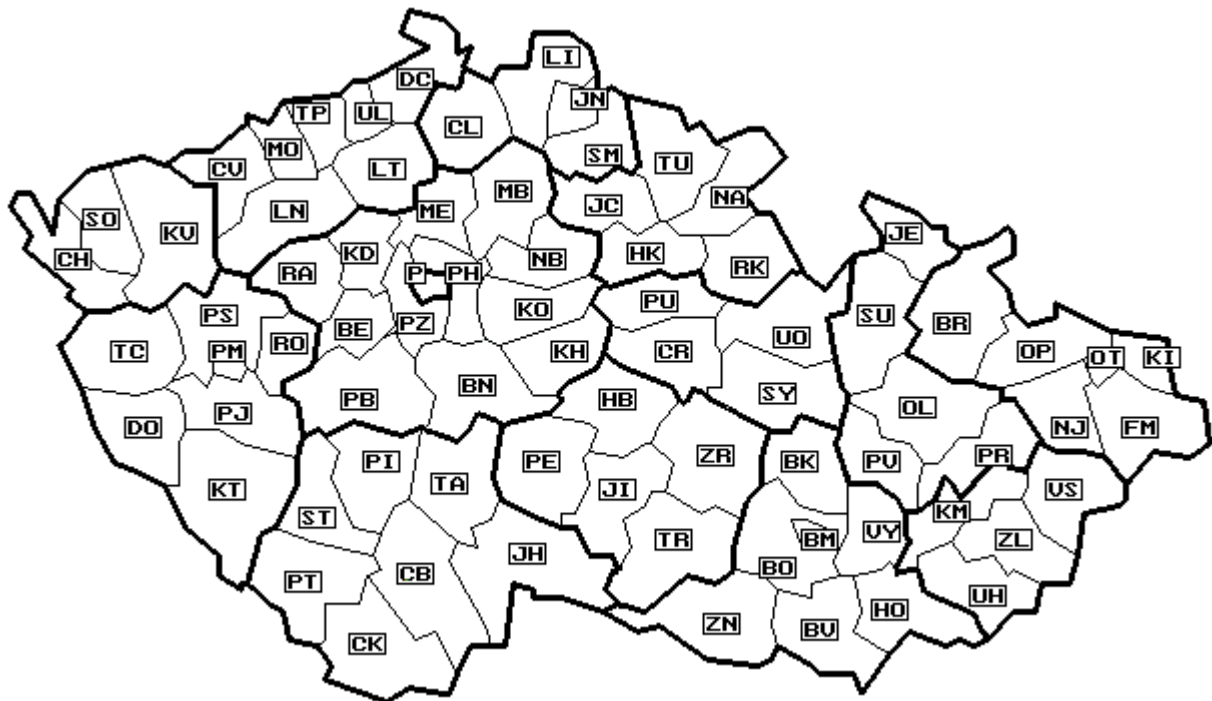 LI
DC
JN
TP
UL
CL
MO
SM
CV
LT
TU
MB
NA
LN
ME
JC
SO
KV
JE
KD
HK
CH
RA
P
PH
NB
RK
PS
BE
PZ
KO
PU
SU
BR
TC
PM
RO
KH
CR
UO
OP
OT
KI
BN
SY
PB
HB
OL
DO
PJ
NJ
FM
PI
PE
ZR
BK
PV
PR
KT
TA
JI
VS
ST
KM
TR
BM
VY
ZL
JH
PT
CB
BO
UH
HO
CK
ZN
BV